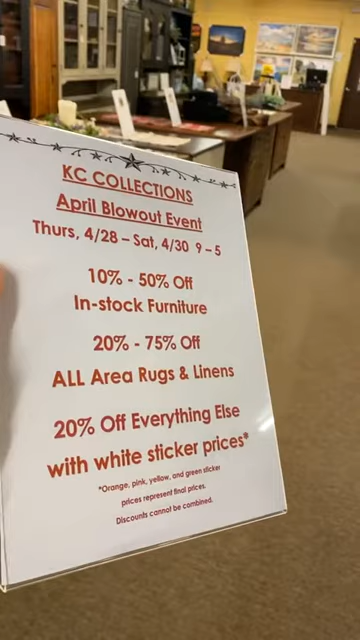 KC COLLECTIONS
April Blowout Event
Thurs, 4/28 – Sat, 4/30 9 – 5
10% - 50% Off
In-stock Furniture
20% - 75% Off
ALL Area Rugs & Linens
20% Off Everything Else
with white sticker prices*
*Orange, pink, yellow, and green sticker
prices represent final prices.
Discounts cannot be combined.